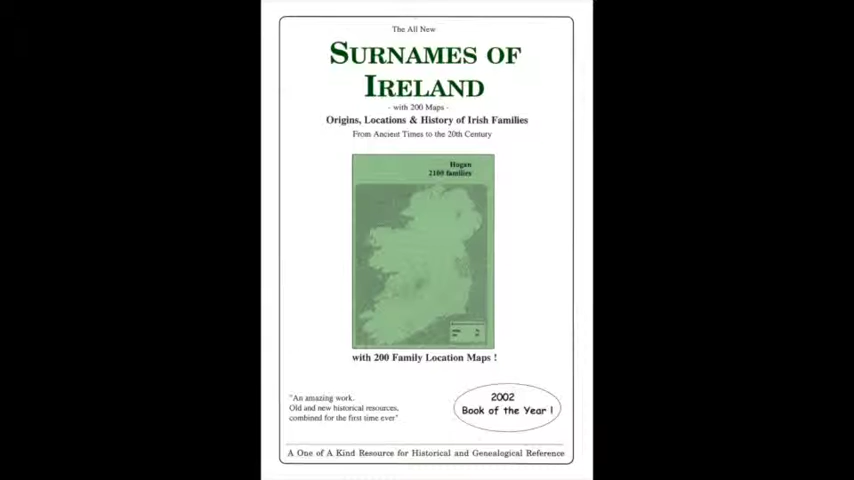 The All New
SURNAMES OF
IRELAND
- with 200 Maps -
Origins, Locations & History of Irish Families
From Ancient Times to the 20th Century
Hogan
2100 families
with 200 Family Location Maps !
"An amazing work.
Old and new historical resources,
combined for the first time ever"
2002
Book of the Year !
A One of A Kind Resource for Historical and Genealogical Reference